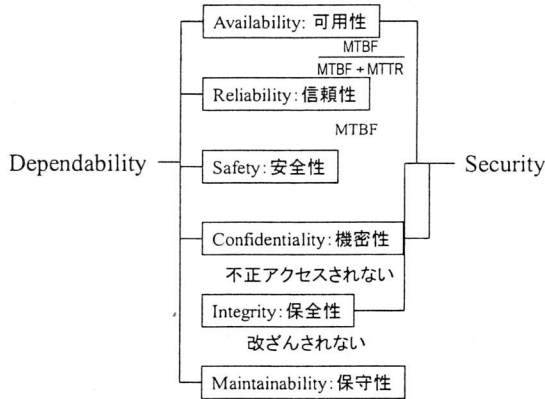 Availability: 可用性
MTBF
MTBF + MTTR
Reliability: 信頼性
MTBF
Dependability
Safety: 安全性
Security
Confidentiality: 機密性
不正アクセスされない
Integrity: 保全性
改ざんされない
Maintainability: 保守性